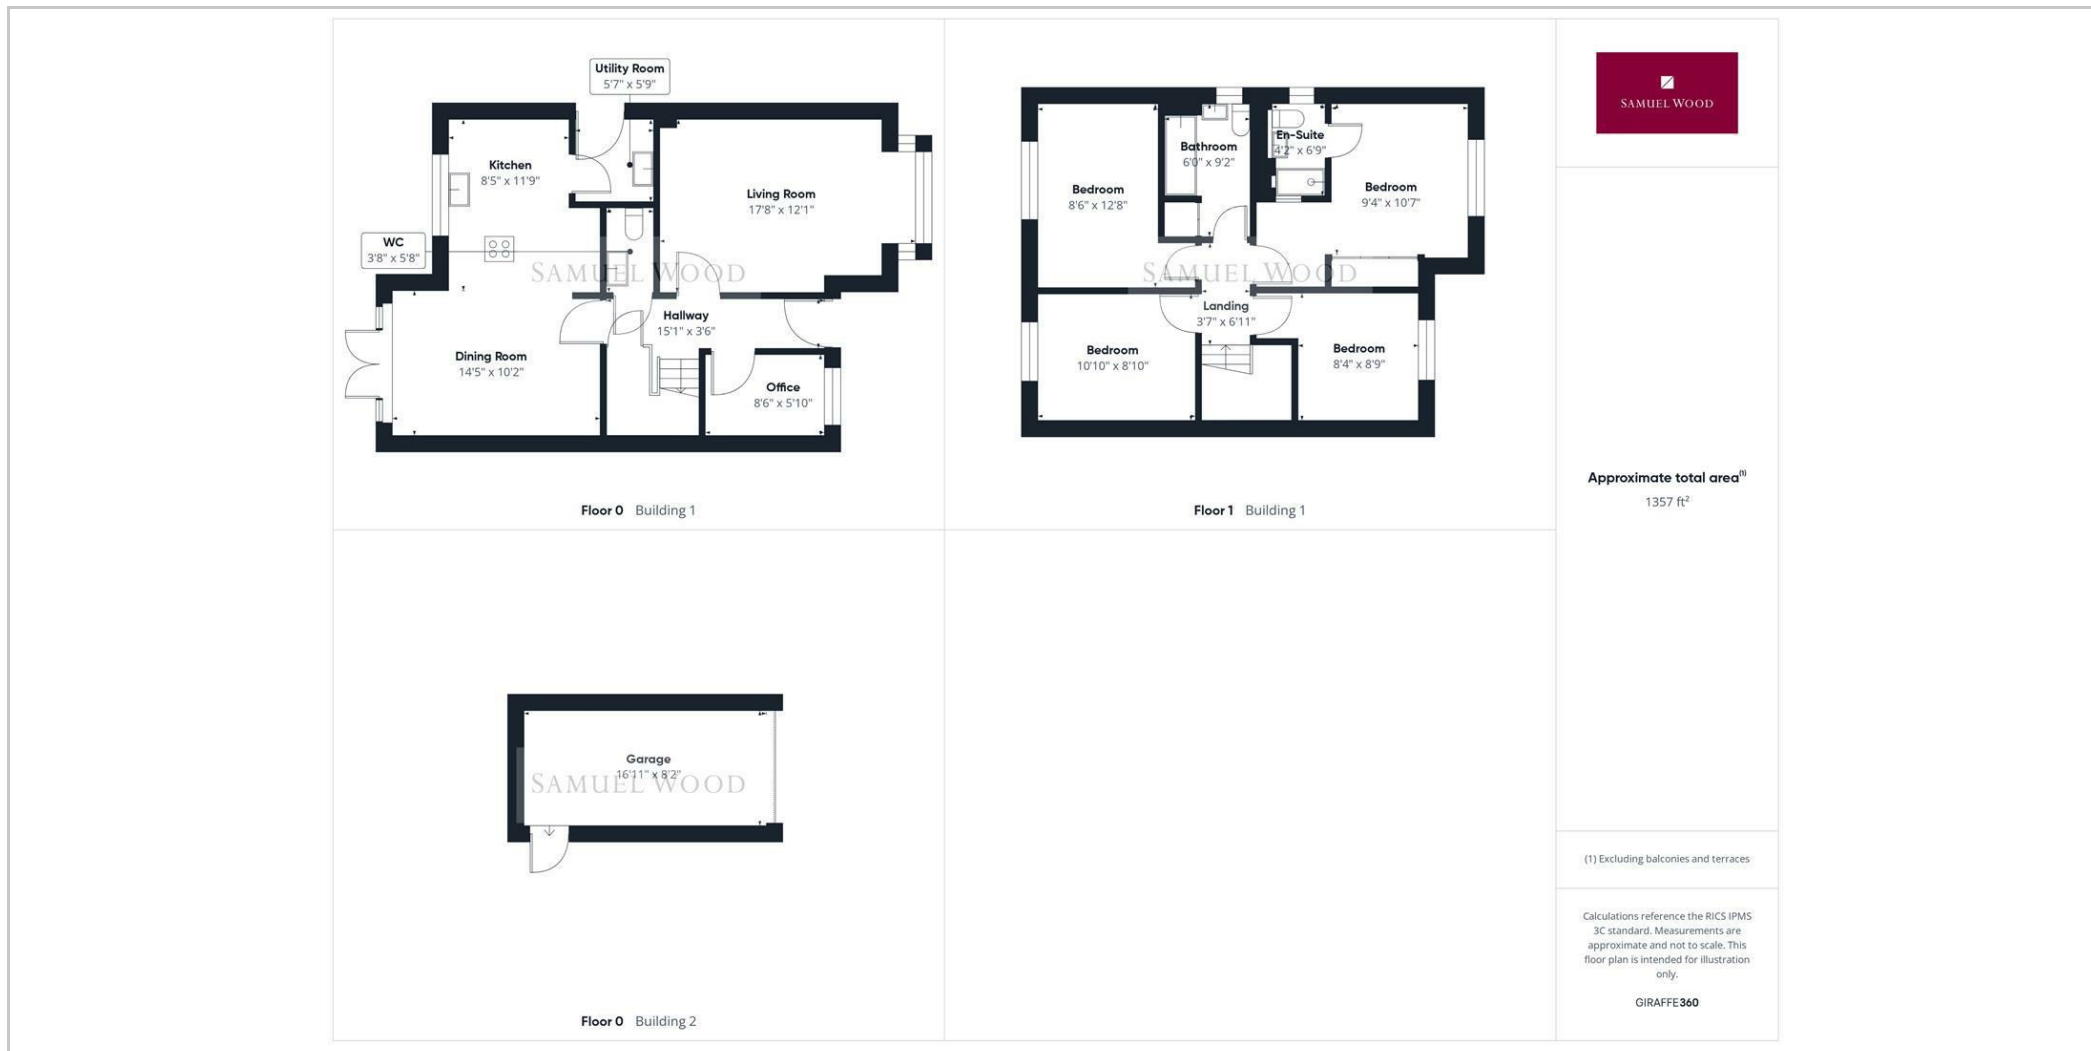 Utility Room
5'7" x 5'9"
Kitchen
8'5" x 11'9"
Living Room
17'8" x 12'1"
WC
3'8" x 5'8"
SAMUEL WOOD
Hallway
15'1" x 3'6"
Dining Room
14'5" x 10'2"
Office
8'6" x 5'10"
Floor 0 Building 1
En-Suite
4'2" x 6'9"
Bathroom
6'0" x 9'2"
Bedroom
8'6" x 12'8"
Bedroom
9'4" x 10'7"
SAMUEL WOOD
Landing
3'7" x 6'11"
Bedroom
10'10" x 8'10"
Bedroom
8'4" x 8'9"
Floor 1 Building 1
Garage
16'11" x 8'2"
SAMUEL WOOD
Floor 0 Building 2
SAMUEL WOOD
Approximate total area(1)
1357 ft²
(1) Excluding balconies and terraces
Calculations reference the RICS IPMS
3C standard. Measurements are
approximate and not to scale. This
floor plan is intended for illustration
only.
GIRAFFE360